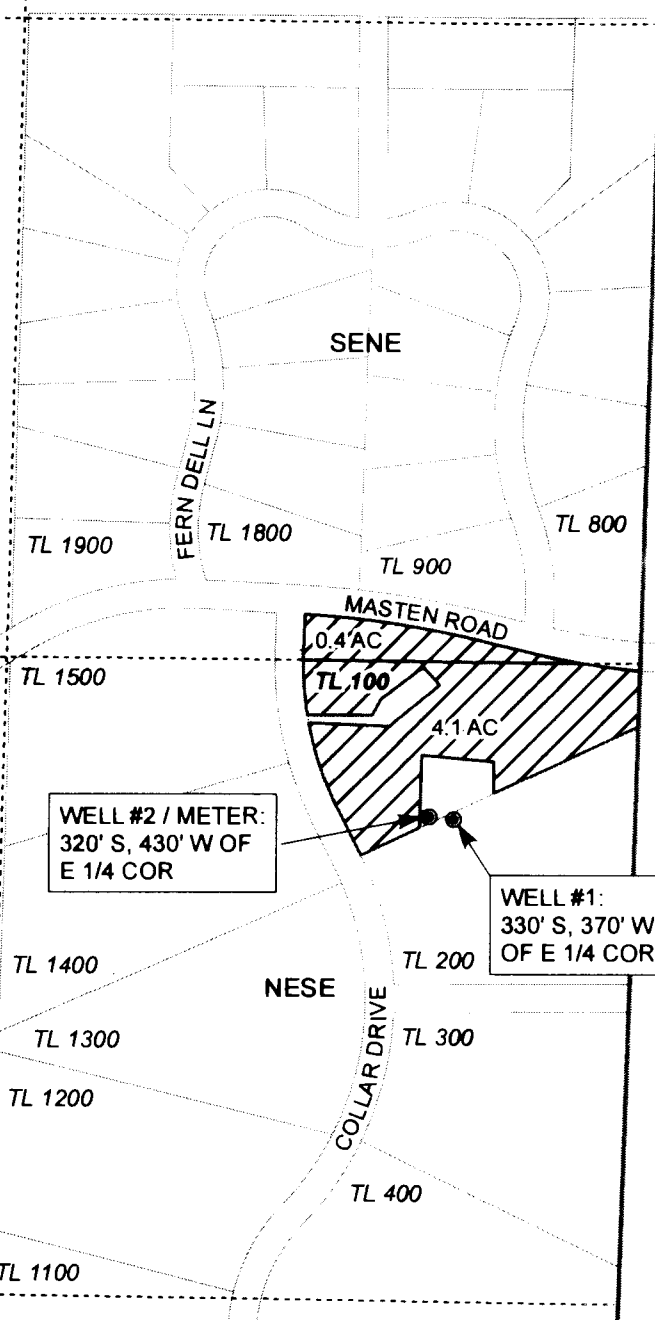 SENE
FERN DELL LN
TL 1900
TL 1800
TL 900
TL 800
MASTEN ROAD
0.4 AC
TL 1500
TL 100
4.1 AC
WELL #2 / METER:
320' S, 430' W OF
E 1/4 COR
WELL #1:
330' S, 370' W
OF E 1/4 COR
TL 1400
NESE
TL 200
TL 1300
COLLAR DRIVE
TL 300
TL 1200
TL 400
TL 1100